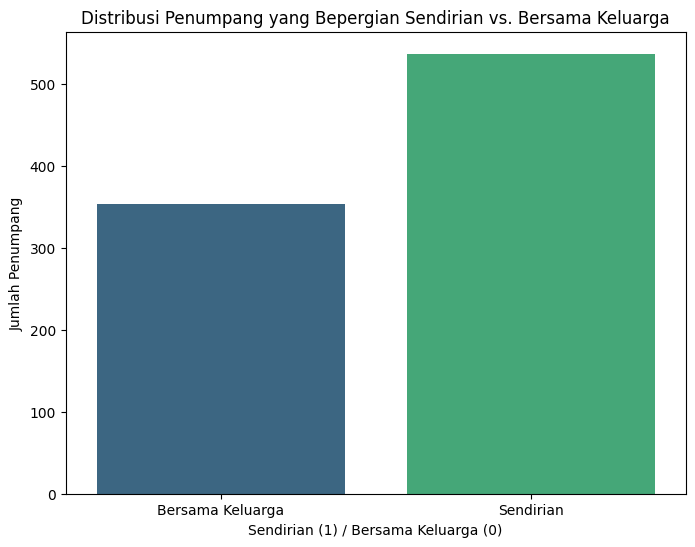 Distribusi Penumpang yang Bepergian Sendirian vs. Bersama Keluarga
Jumlah Penumpang
500
400
300
200
100
0
Bersama Keluarga
Sendirian
Sendirian (1) / Bersama Keluarga (0)